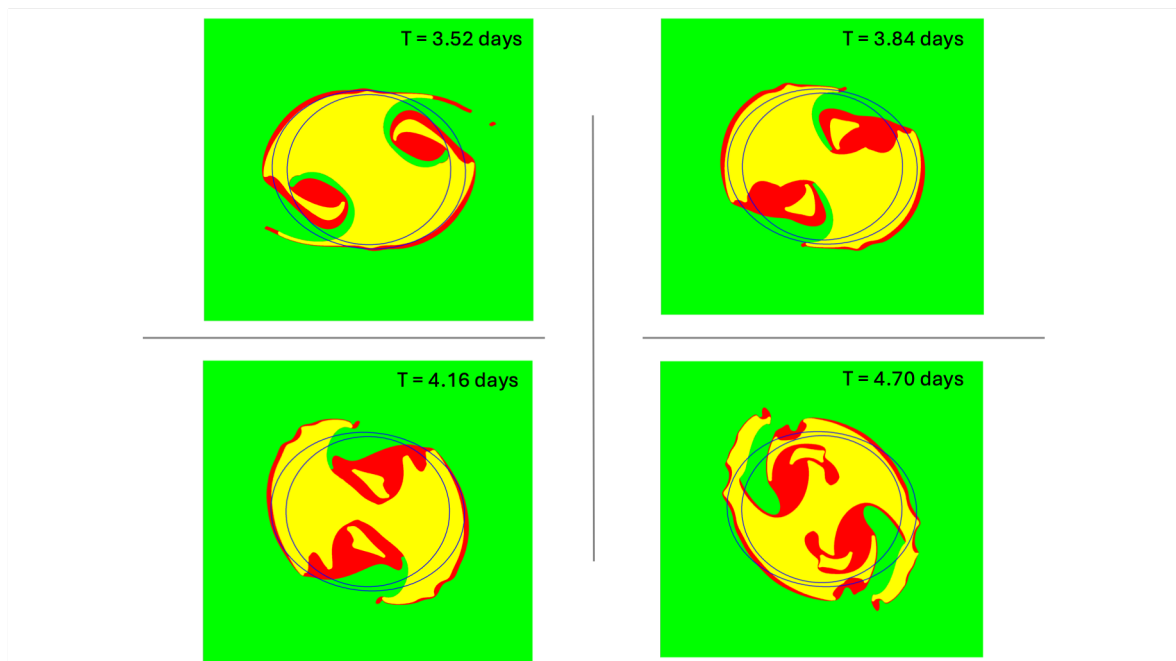 T = 3.52 days
T = 3.84 days
T = 4.16 days
T = 4.70 days